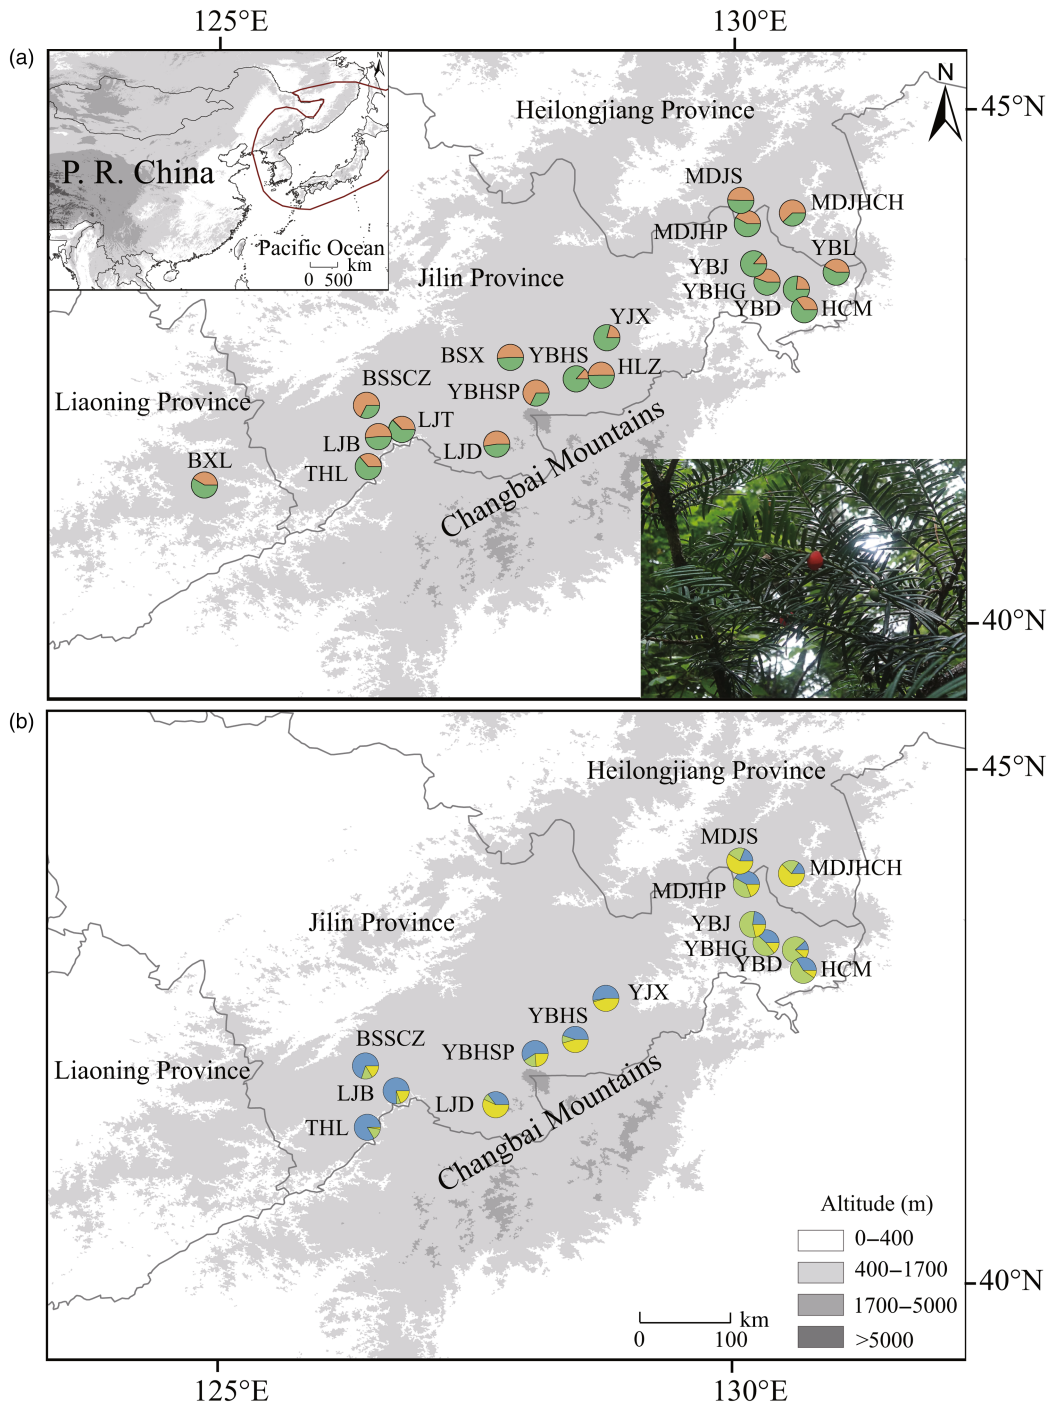 125°E
130°E
(a)
N
45°N
Heilongjiang Province
P. R. China
MDJS
MDJHCH
MDJHP
Pacific Ocean
km
0 500
YBL
YBJ
Jilin Province
YBHG
YBD
HCM
YJX
BSX
YBHS
HLZ
BSSCZ
YBHSP
Liaoning Province
LJT
LJB
LJD
Changbai Mountains
BXL
THL
40°N
(b)
45°N
Heilongjiang Province
MDJS
MDJHCH
MDJHP
Jilin Province
YBJ
YBHG
YBD
HCM
YJX
YBHS
BSSCZ
YBHSP
Liaoning Province
LJB
LJD
Changbai Mountains
THL
Altitude (m)
0–400
400–1700
1700–5000
>5000
40°N
km
0 100
125°E
130°E